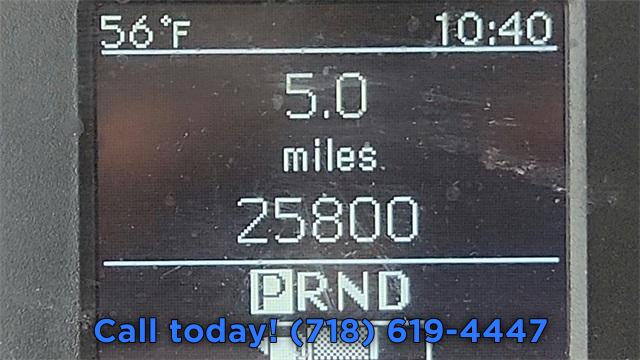 56°F 10:40
5.0
miles
25800
PRND
Call today! (718) 619-4447